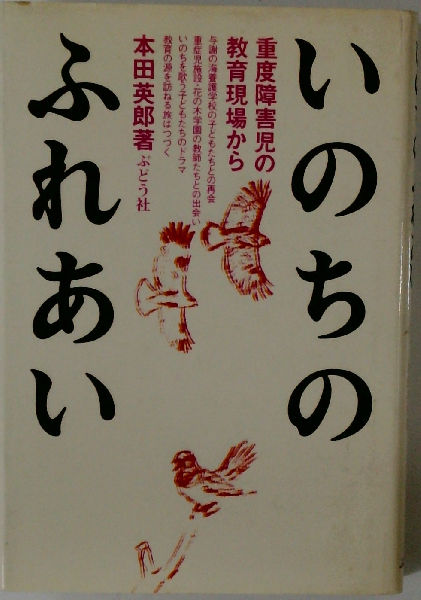 いのちの
ふれあい
重度障害児の
教育現場から
与謝の海養護学校の子どもたちとの再会
重症児施設・花の木学園の教師たちとの出会い
いのちを歌う子どもたちのドラマ
教育の源を訪ねる旅はつづく
本田英郎著 ぶどう社